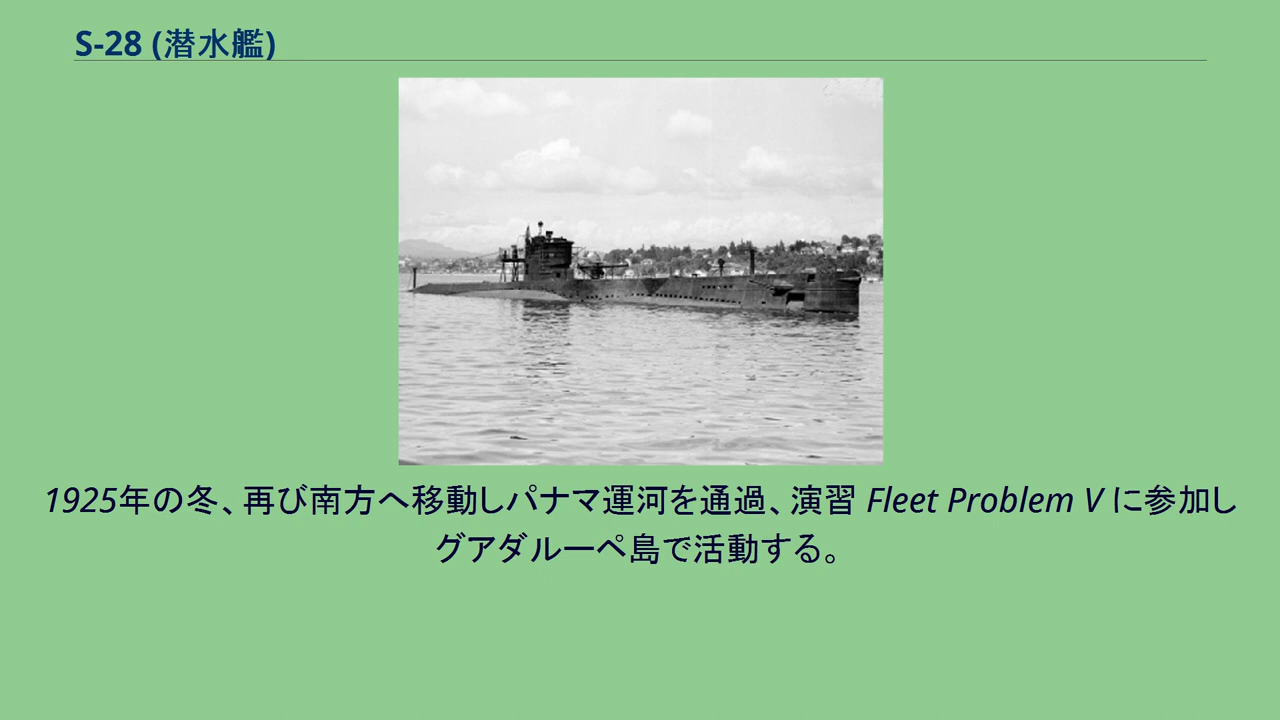 S-28 (潜水艦)
1925年の冬、再び南方へ移動しパナマ運河を通過、演習 Fleet Problem V に参加し
グアダルーペ島で活動する。